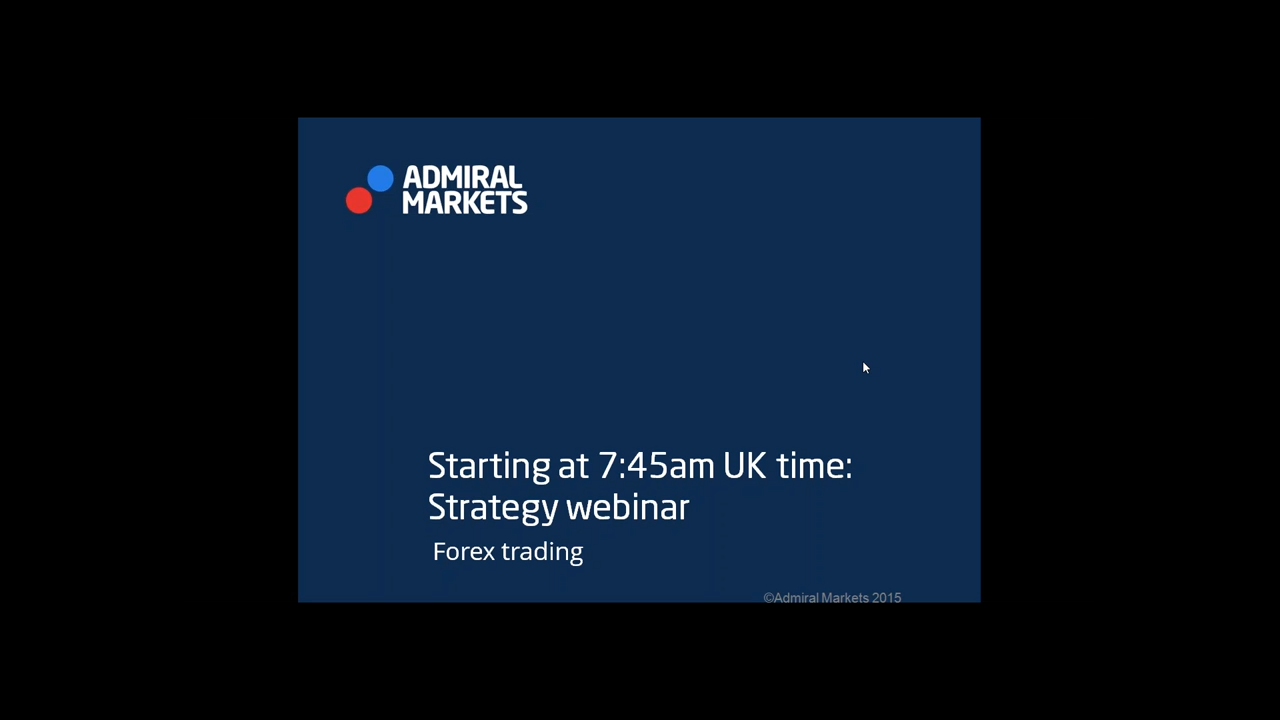 ADMIRAL
MARKETS
Starting at 7:45am UK time:
Strategy webinar
Forex trading
©Admiral Markets 2015